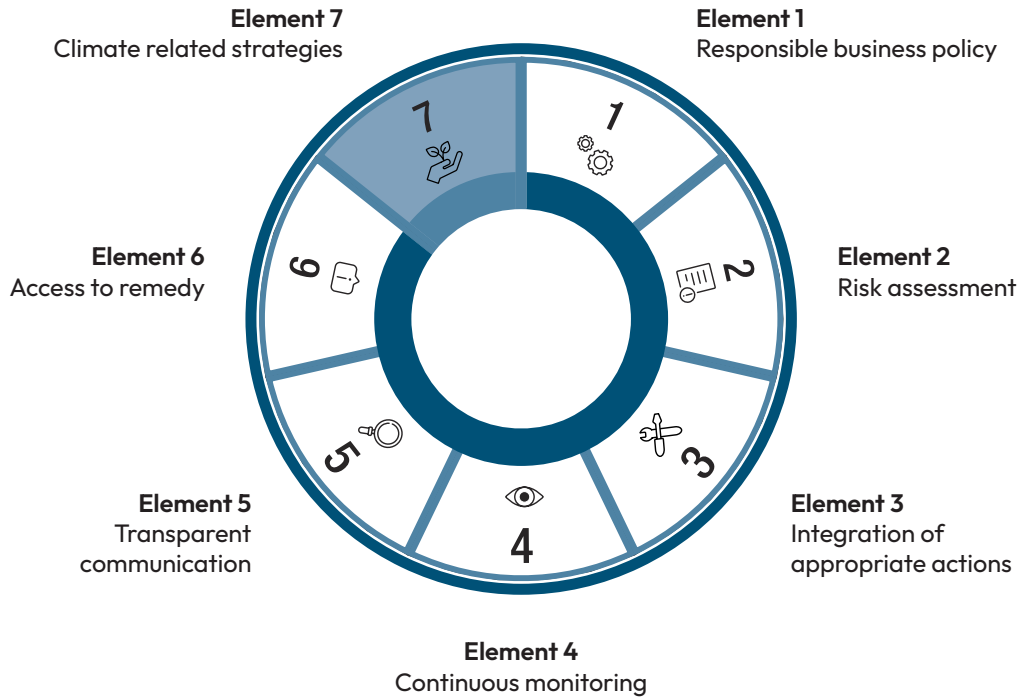 Element 7
Climate related strategies
Element 1
Responsible business policy
7
1
Element 6
Access to remedy
6
2
Element 2
Risk assessment
5
3
4
Element 5
Transparent
communication
Element 3
Integration of
appropriate actions
Element 4
Continuous monitoring